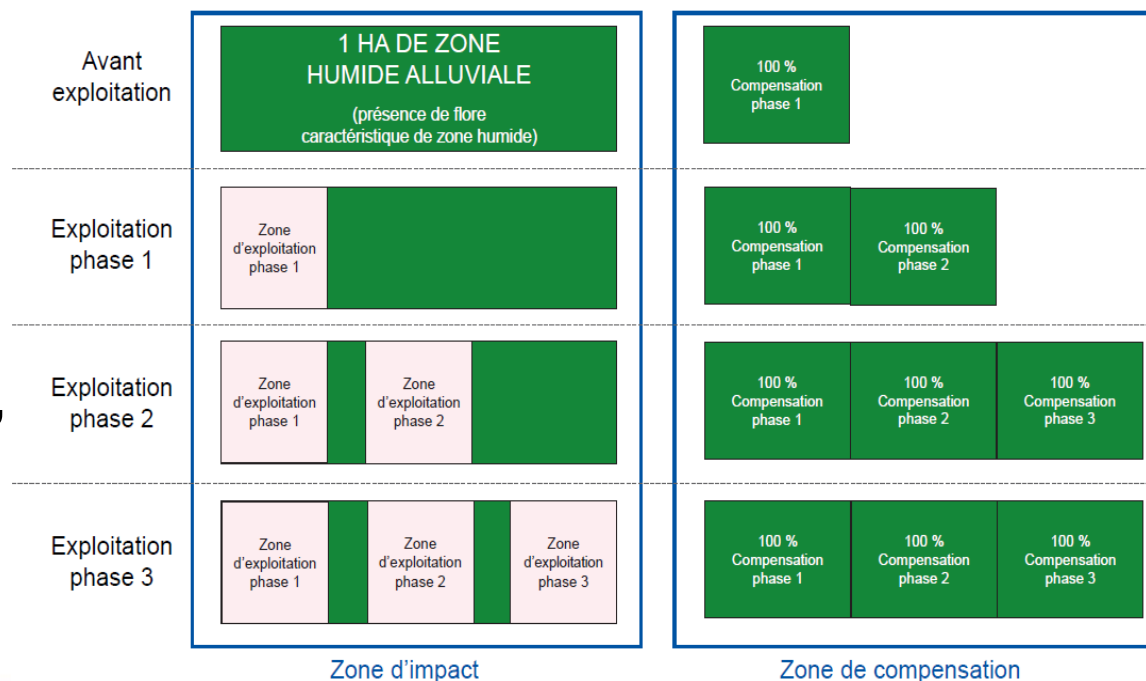 Avant
exploitation
1 HA DE ZONE
HUMIDE ALLUVIALE
(présence de flore
caractéristique de zone humide)
100 %
Compensation
phase 1
Exploitation
phase 1
Zone
d'exploitation
phase 1
100 %
Compensation
phase 1
100 %
Compensation
phase 2
Exploitation
phase 2
Zone
d'exploitation
phase 1
Zone
d'exploitation
phase 2
100 %
Compensation
phase 1
100 %
Compensation
phase 2
100 %
Compensation
phase 3
Exploitation
phase 3
Zone
d'exploitation
phase 1
Zone
d'exploitation
phase 2
Zone
d'exploitation
phase 3
100 %
Compensation
phase 1
100 %
Compensation
phase 2
100 %
Compensation
phase 3
Zone d'impact
Zone de compensation